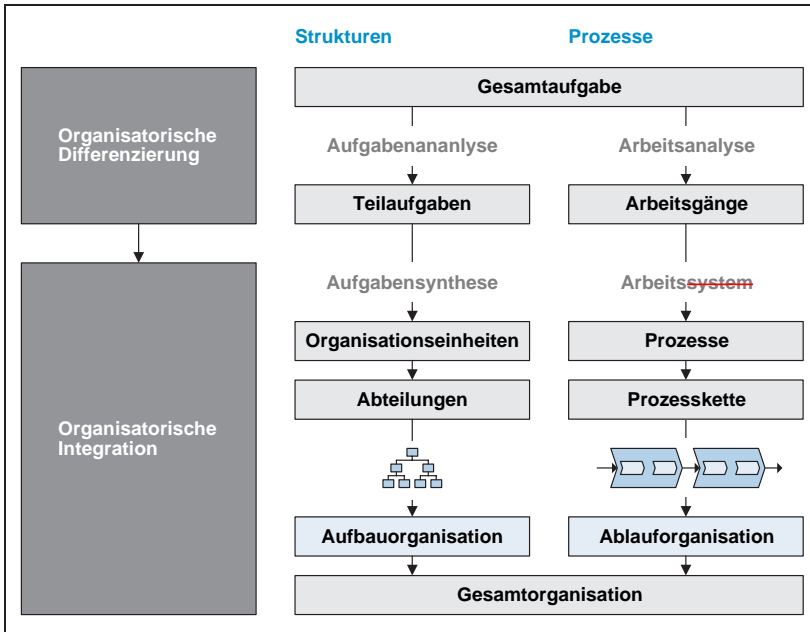 Strukturen
Prozesse
Gesamtaufgabe
Organisatorische
Differenzierung
Aufgabenananlyse
Arbeitsanalyse
Teilaufgaben
Arbeitsgänge
Aufgabensynthese
Arbeitssystem
Organisationseinheiten
Prozesse
Abteilungen
Prozesskette
Organisatorische
Integration
Aufbauorganisation
Ablauforganisation
Gesamtorganisation